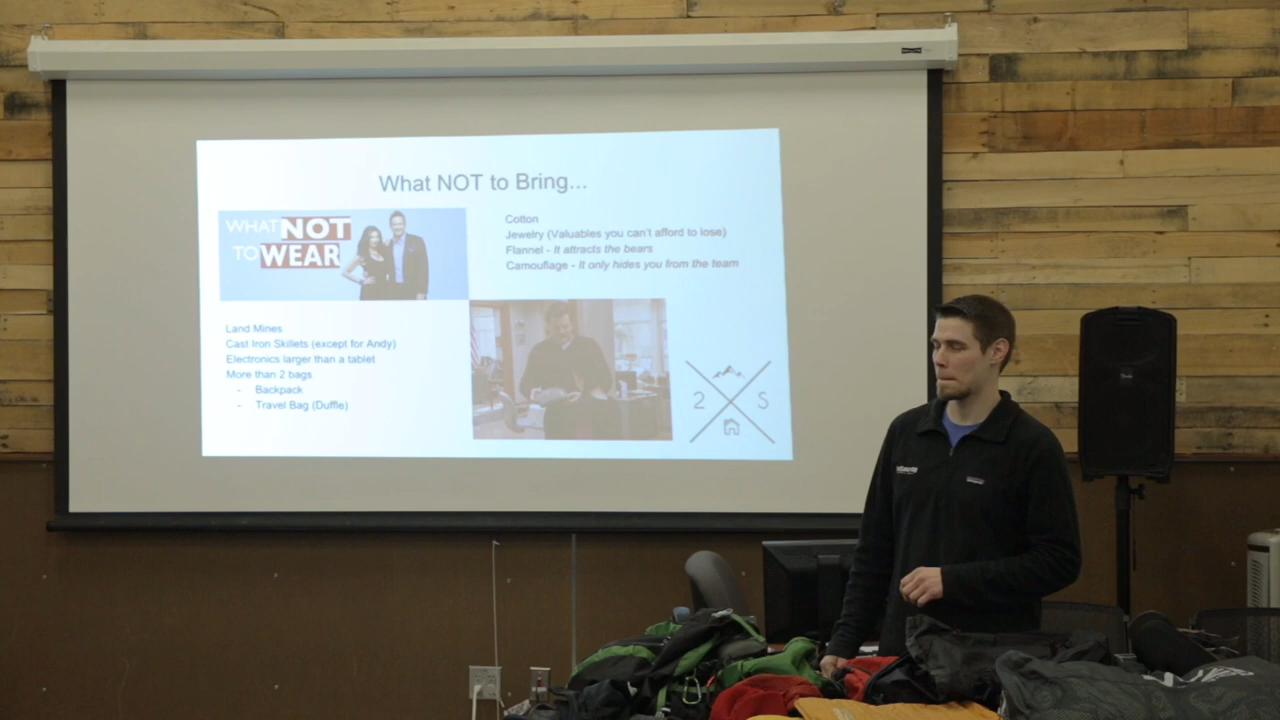 What NOT to Bring...
WHAT NOT
TO WEAR
Cotton
Jewelry (Valuables you can't afford to lose)
Flannel - It attracts the bears
Camouflage - It only hides you from the team
Land Mines
Cast Iron Skillets (except for Andy)
Electronics larger than a tablet
More than 2 bags
- Backpack
- Travel Bag (Duffle)
2 S
patagonia
Fender